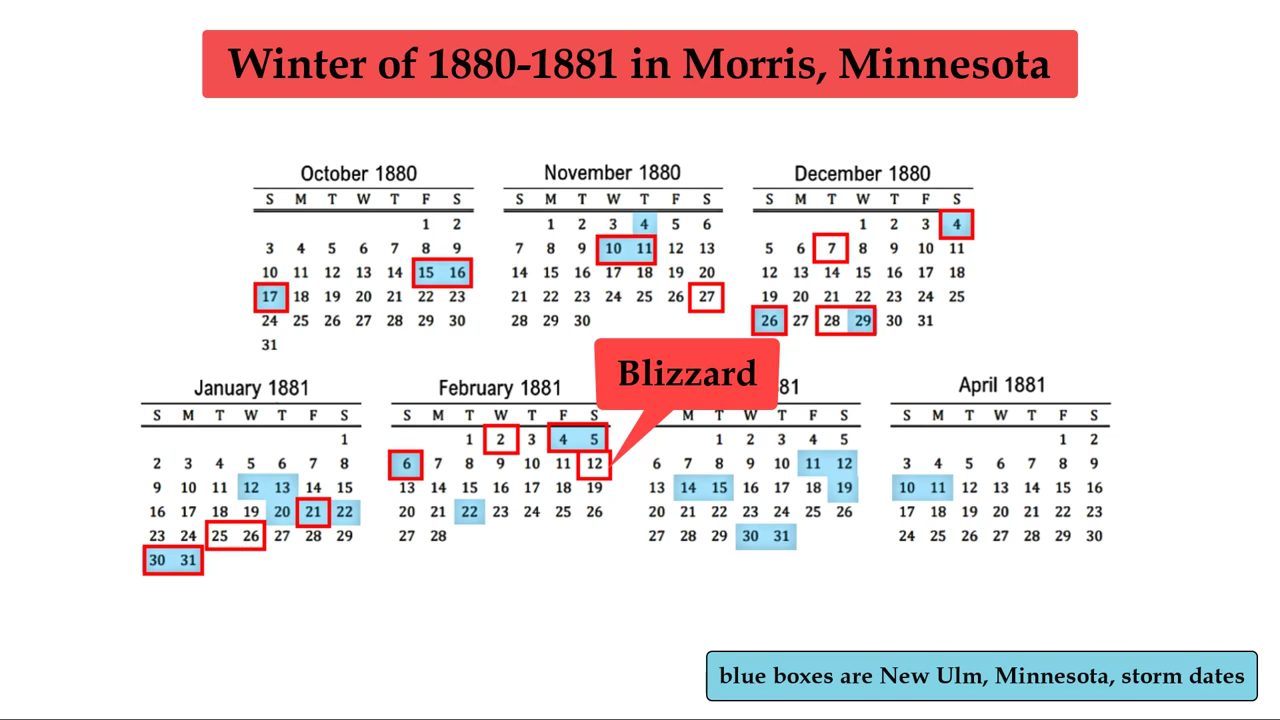 Winter of 1880-1881 in Morris, Minnesota
October 1880
S M T W T F S
1 2
3 4 5 6 7 8 9
10 11 12 13 14 15 16
17 18 19 20 21 22 23
24 25 26 27 28 29 30
31
November 1880
S M T W T F S
1 2 3 4 5 6
7 8 9 10 11 12 13
14 15 16 17 18 19 20
21 22 23 24 25 26 27
28 29 30
December 1880
S M T W T F S
1 2 3 4
5 6 7 8 9 10 11
12 13 14 15 16 17 18
19 20 21 22 23 24 25
26 27 28 29 30 31
January 1881
S M T W T F S
1
2 3 4 5 6 7 8
9 10 11 12 13 14 15
16 17 18 19 20 21 22
23 24 25 26 27 28 29
30 31
February 1881
S M T W T F S
1 2 3 4 5
6 7 8 9 10 11 12
13 14 15 16 17 18 19
20 21 22 23 24 25 26
27 28
Blizzard
81
M T W T F S
1 2 3 4 5
6 7 8 9 10 11 12
13 14 15 16 17 18 19
20 21 22 23 24 25 26
27 28 29 30 31
April 1881
S M T W T F S
1 2
3 4 5 6 7 8 9
10 11 12 13 14 15 16
17 18 19 20 21 22 23
24 25 26 27 28 29 30
blue boxes are New Ulm, Minnesota, storm dates